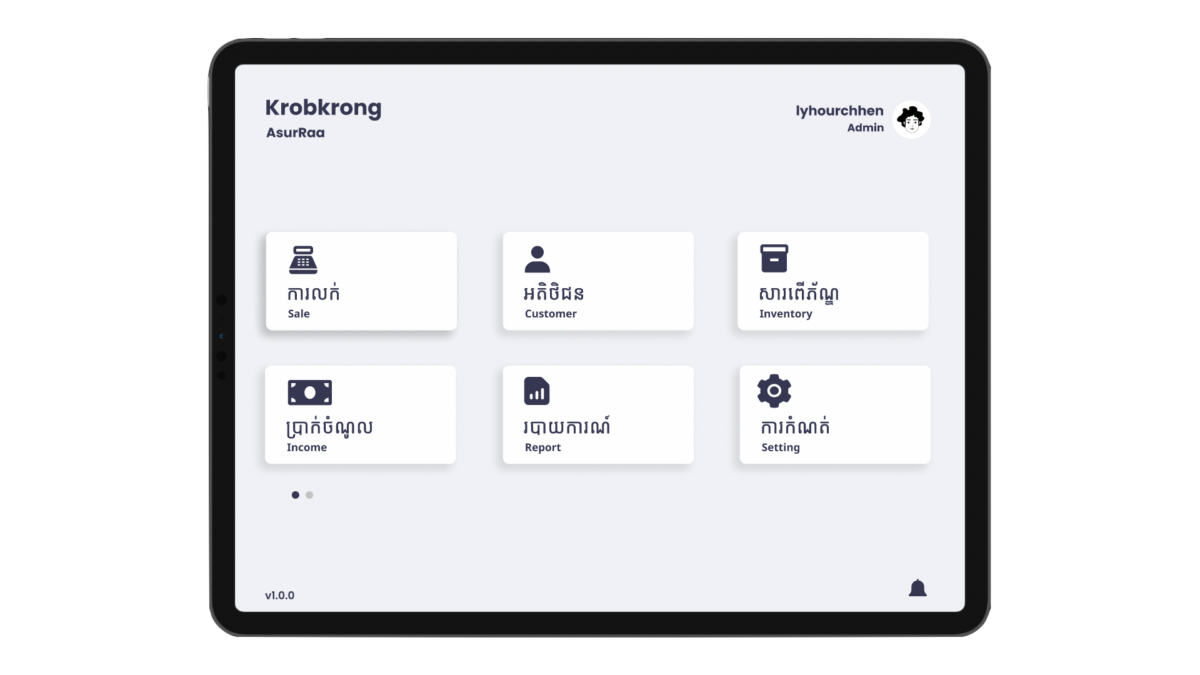 Krobkrong
AsurRaa
lyhourchhen
Admin
ការលក់
Sale
អតិថិជន
Customer
សារពើភ័ណ្ឌ
Inventory
ប្រាក់ចំណូល
Income
របាយការណ៍
Report
ការកំណត់
Setting
v1.0.0